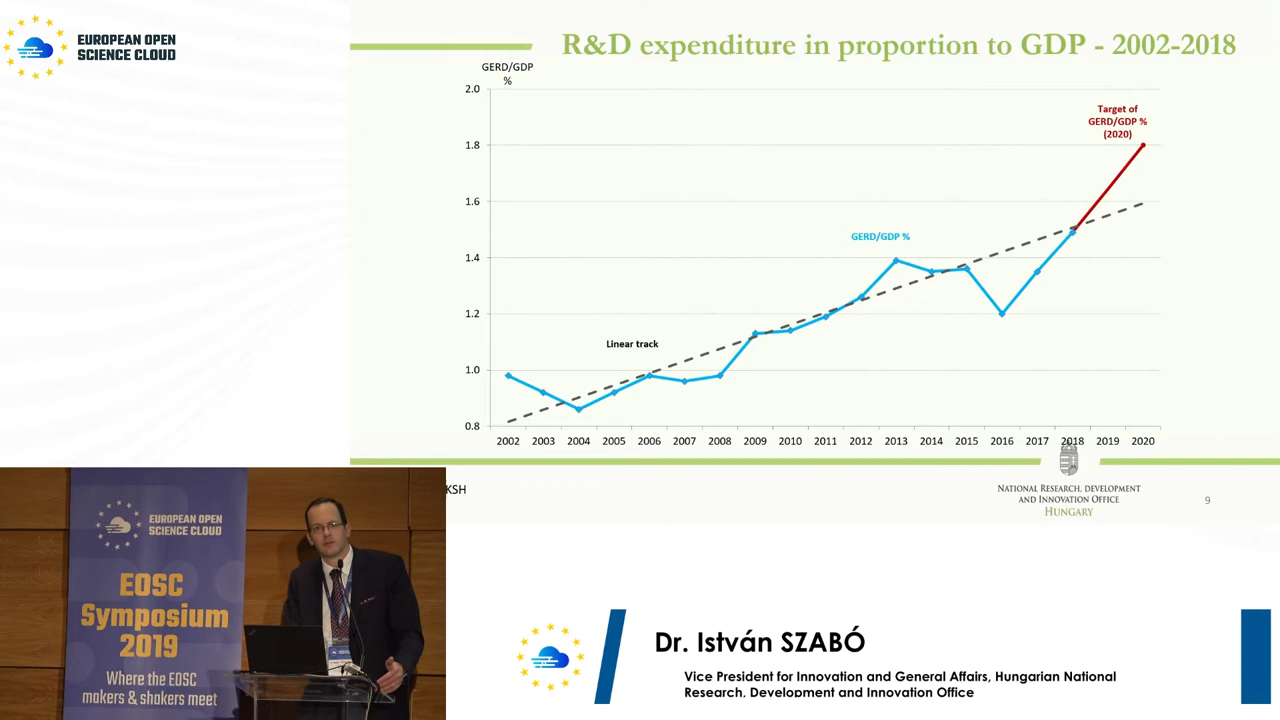 EUROPEAN OPEN
SCIENCE CLOUD
R&D expenditure in proportion to GDP - 2002-2018
GERD/GDP
%
2.0
1.8
1.6
1.4
1.2
1.0
0.8
Target of
GERD/GDP %
(2020)
GERD/GDP %
Linear track
2002 2003 2004 2005 2006 2007 2008 2009 2010 2011 2012 2013 2014 2015 2016 2017 2018 2019 2020
KSH
NATIONAL RESEARCH, DEVELOPMENT
AND INNOVATION OFFICE
HUNGARY
9
EUROPEAN OPEN
SCIENCE CLOUD
EOSC
Symposium
2019
Where the EOSC
makers & shakers meet
Dr. István SZABÓ
Vice President for Innovation and General Affairs, Hungarian National
Research, Development and Innovation Office